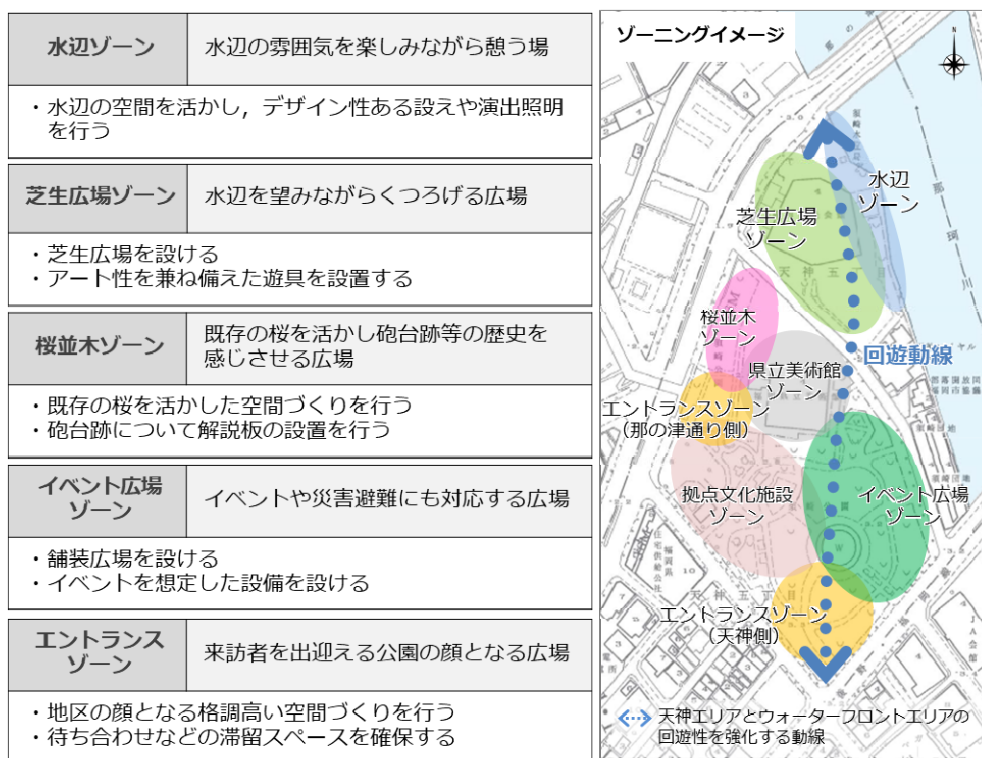 水辺ゾーン
水辺の雰囲気を楽しみながら憩う場
・水辺の空間を活かし，デザイン性ある設えや演出照明
を行う
芝生広場ゾーン
水辺を望みながらくつろげる広場
・芝生広場を設ける
・アート性を兼ね備えた遊具を設置する
桜並木ゾーン
既存の桜を活かし砲台跡等の歴史を
感じさせる広場
・既存の桜を活かした空間づくりを行う
・砲台跡について解説板の設置を行う
イベント広場
ゾーン
イベントや災害避難にも対応する広場
・舗装広場を設ける
・イベントを想定した設備を設ける
エントランス
ゾーン
来訪者を出迎える公園の顔となる広場
・地区の顔となる格調高い空間づくりを行う
・待ち合わせなどの滞留スペースを確保する
ゾーニングイメージ
N
水辺
ゾーン
那珂川
芝生広場
ゾーン
天神五丁目
桜並木
ゾーン
回遊動線
県立美術館
ゾーン
エントランスゾーン
（那の津通り側）
拠点文化施設
ゾーン
イベント広場
ゾーン
天神五丁目
エントランスゾーン
（天神側）
JA会館
天神エリアとウォーターフロントエリアの
回遊性を強化する動線